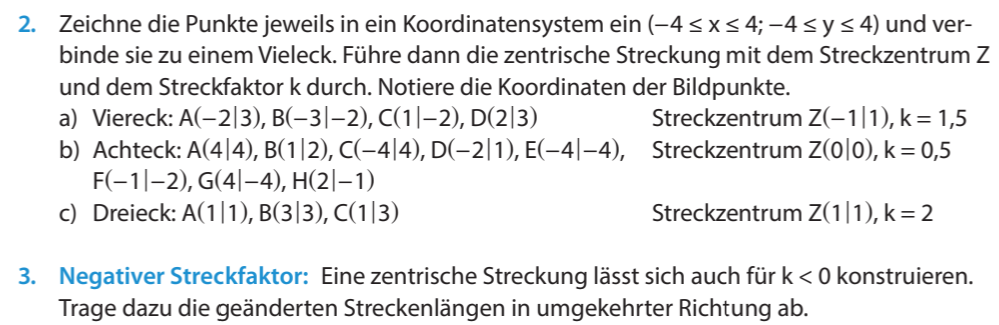 2. Zeichne die Punkte jeweils in ein Koordinatensystem ein (−4 ≤ x ≤ 4; −4 ≤ y ≤ 4) und ver-
binde sie zu einem Vieleck. Führe dann die zentrische Streckung mit dem Streckzentrum Z
und dem Streckfaktor k durch. Notiere die Koordinaten der Bildpunkte.
a) Viereck: A(−2|3), B(−3|−2), C(1|−2), D(2|3) Streckzentrum Z(−1|1), k = 1,5
b) Achteck: A(4|4), B(1|2), C(−4|4), D(−2|1), E(−4|−4), Streckzentrum Z(0|0), k = 0,5
F(−1|−2), G(4|−4), H(2|−1)
c) Dreieck: A(1|1), B(3|3), C(1|3) Streckzentrum Z(1|1), k = 2
3. Negativer Streckfaktor: Eine zentrische Streckung lässt sich auch für k < 0 konstruieren.
Trage dazu die geänderten Streckenlängen in umgekehrter Richtung ab.